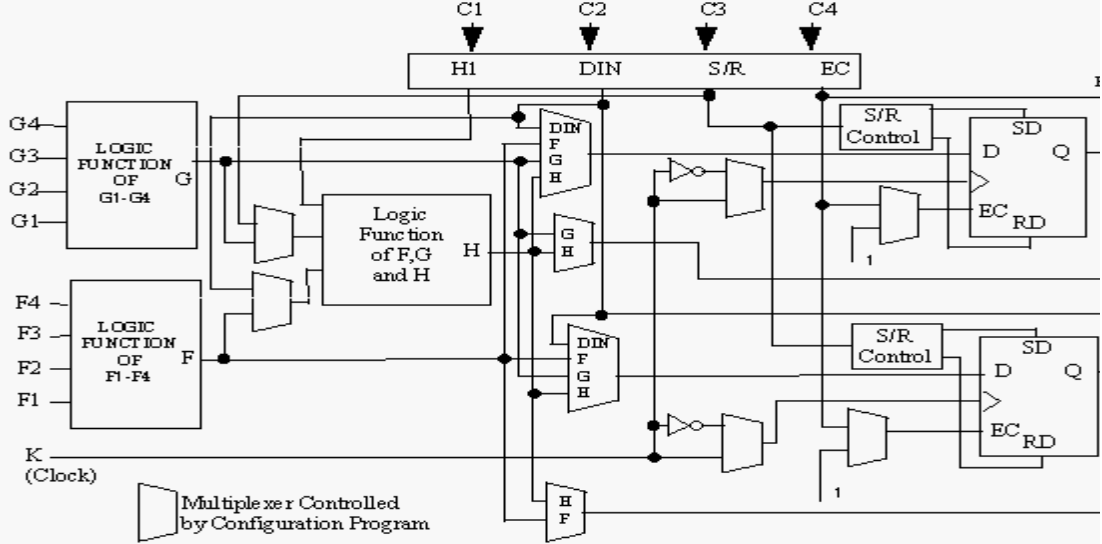 C1 C2 C3 C4
H1 DIN S/R EC
G4
G3
G2
G1
LOGIC
FUNCTION
OF
G1-G4
G
DIN
F
G
H
S/R
Control
SD
D Q
EC
RD
1
Logic
Function
of F,G
and H
H
G
H
F4
F3
F2
F1
LOGIC
FUNCTION
OF
F1-F4
F
DIN
F
G
H
S/R
Control
SD
D Q
EC
RD
1
K
(Clock)
H
F
Multiplexer Controlled
by Configuration Program